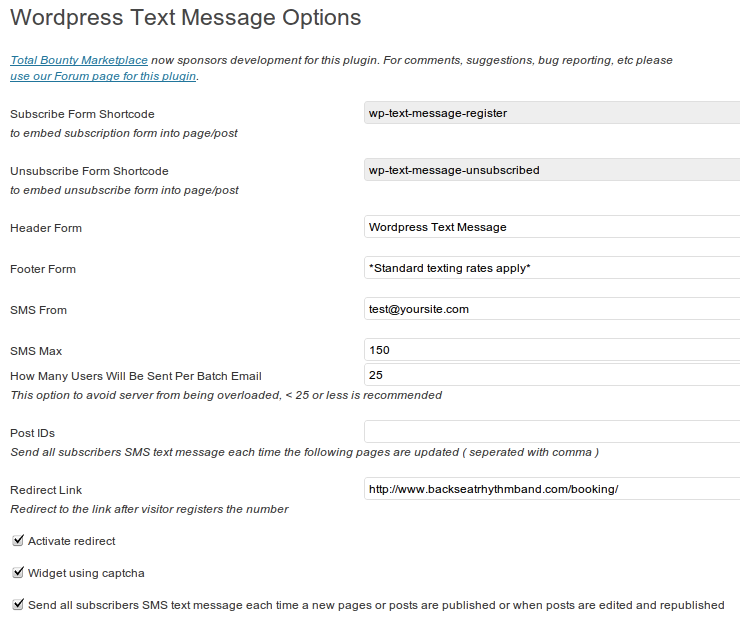 Wordpress Text Message Options
Total Bounty Marketplace now sponsors development for this plugin. For comments, suggestions, bug reporting, etc please
use our Forum page for this plugin.
Subscribe Form Shortcode
wp-text-message-register
to embed subscription form into page/post
Unsubscribe Form Shortcode
wp-text-message-unsubscribed
to embed unsubscribe form into page/post
Header Form
Wordpress Text Message
Footer Form
*Standard texting rates apply*
SMS From
test@yoursite.com
SMS Max
150
How Many Users Will Be Sent Per Batch Email
25
This option to avoid server from being overloaded, < 25 or less is recommended
Post IDs
Send all subscribers SMS text message each time the following pages are updated ( seperated with comma )
Redirect Link
http://www.backseatrhythmband.com/booking/
Redirect to the link after visitor registers the number
Activate redirect
Widget using captcha
Send all subscribers SMS text message each time a new pages or posts are published or when posts are edited and republished